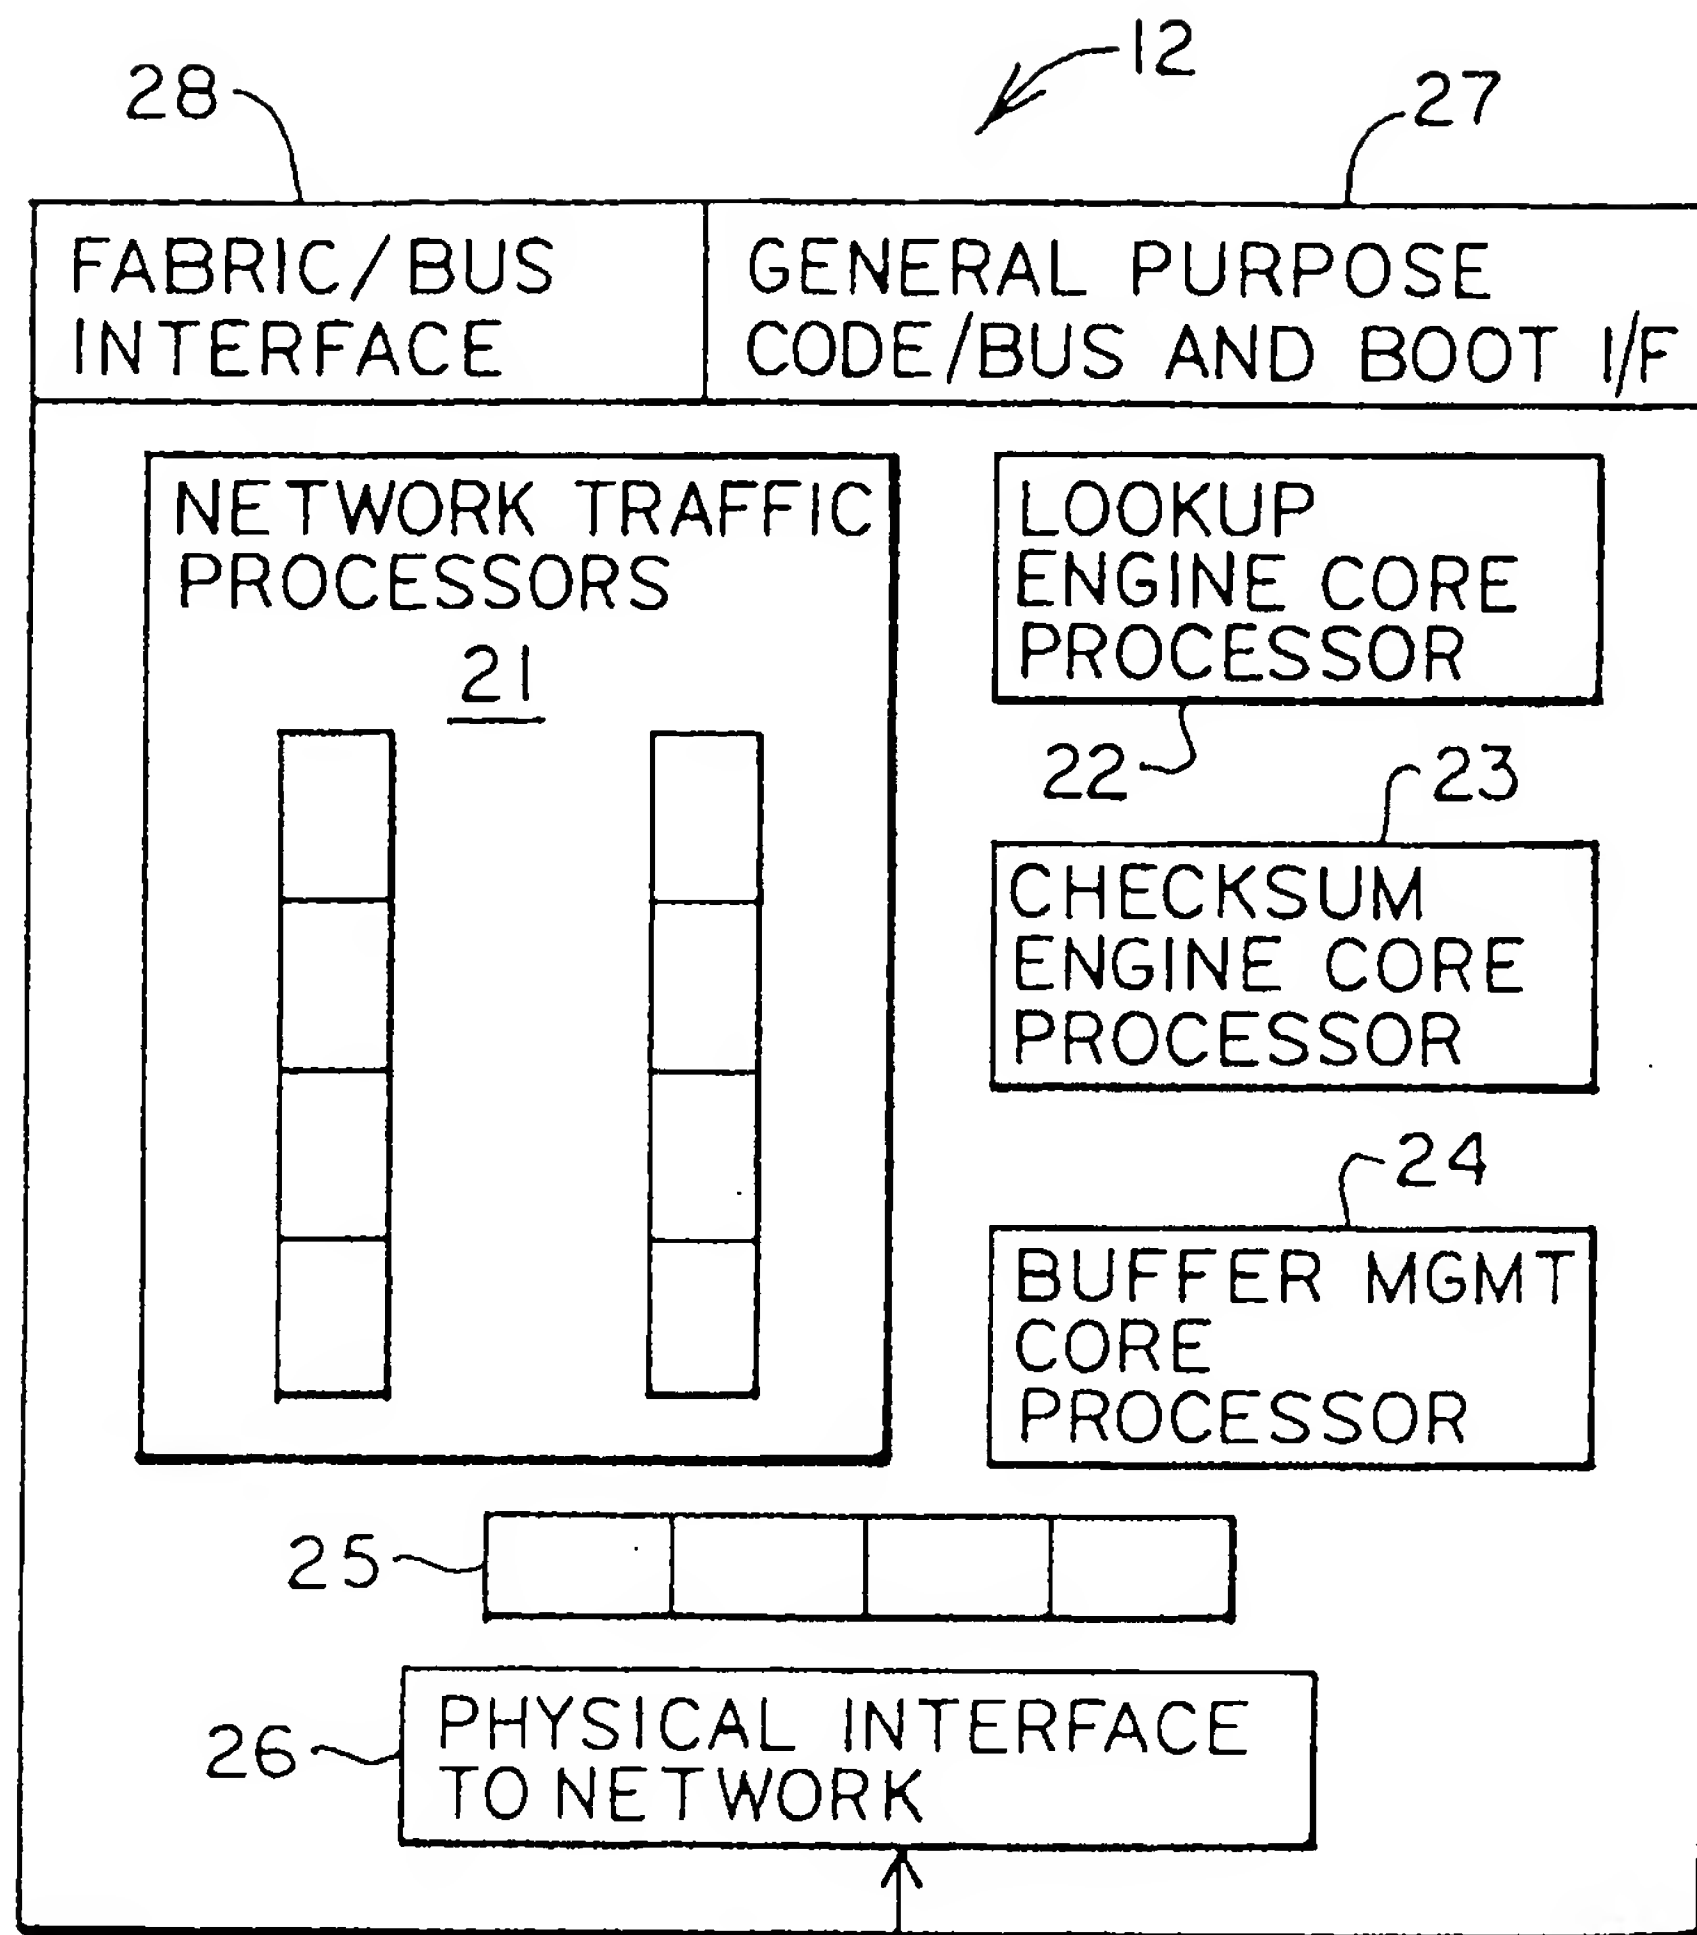 12
28
27
FABRIC/BUS
INTERFACE
GENERAL PURPOSE
CODE/BUS AND BOOT I/F
NETWORK TRAFFIC
PROCESSORS
21
LOOKUP
ENGINE CORE
PROCESSOR
22
23
CHECKSUM
ENGINE CORE
PROCESSOR
24
BUFFER MGMT
CORE
PROCESSOR
25
26
PHYSICAL INTERFACE
TO NETWORK